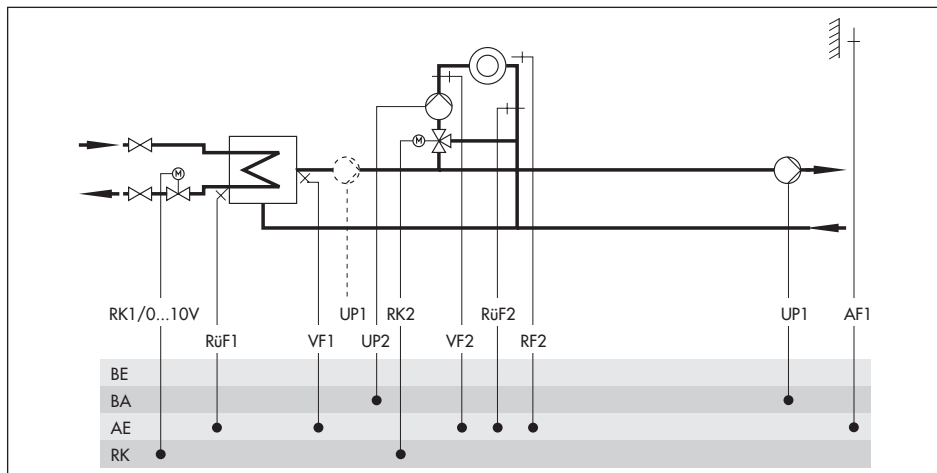 M
M
RK1/0...10V
UP1
RK2
RüF2
UP1
AF1
RüF1
VF1
UP2
VF2
RF2
BE
BA
AE
RK